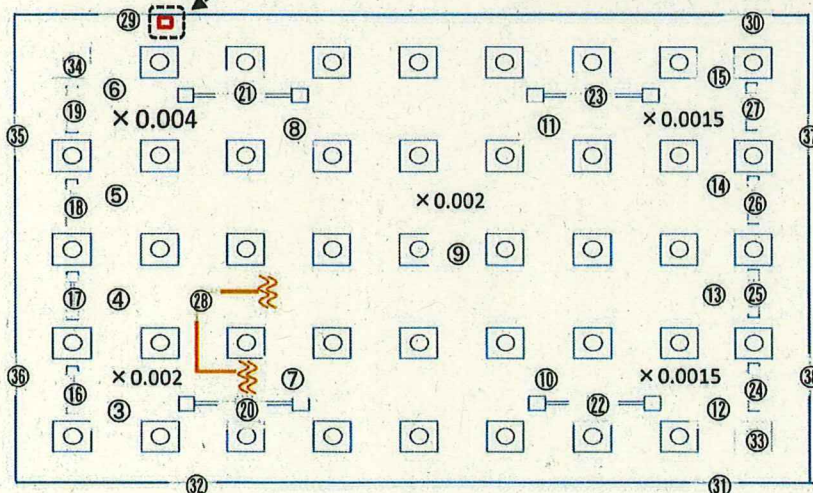 ㉙ ㉚
㉞ ⑮
⑥ ⑲ ㉑ ㉓ ㉗
×0.004 ⑧ ⑪ ×0.0015
㉟ ㊲
⑤ ⑱ ⑭ ㉖
×0.002
⑨
⑰ ④ ㉘ ⑬ ㉕
㊱ ×0.002 ⑦ ⑩ ×0.0015
⑯ ③ ⑳ ㉒ ⑫ ㉔
㉝
㉜ ㉛